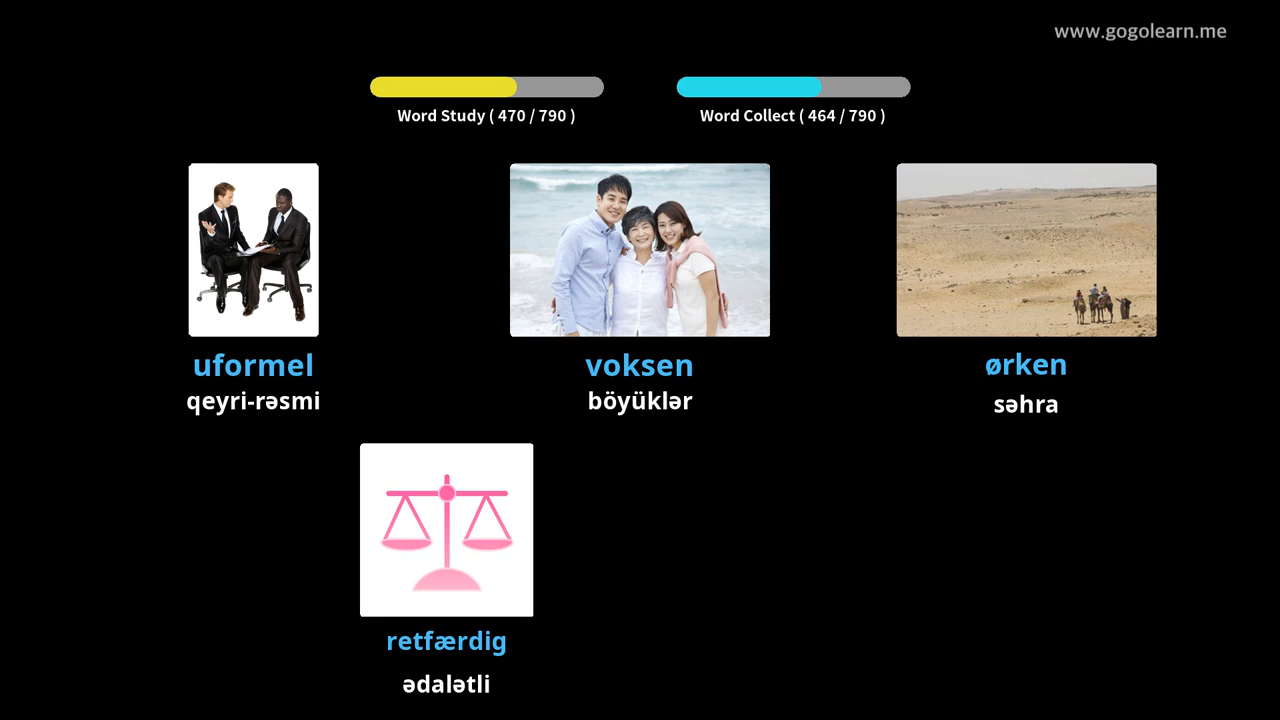 www.gogolearn.me
Word Study ( 470 / 790 )
Word Collect ( 464 / 790 )
uformel
qeyri-rəsmi
voksen
böyüklər
ørken
səhra
retfærdig
ədalətli